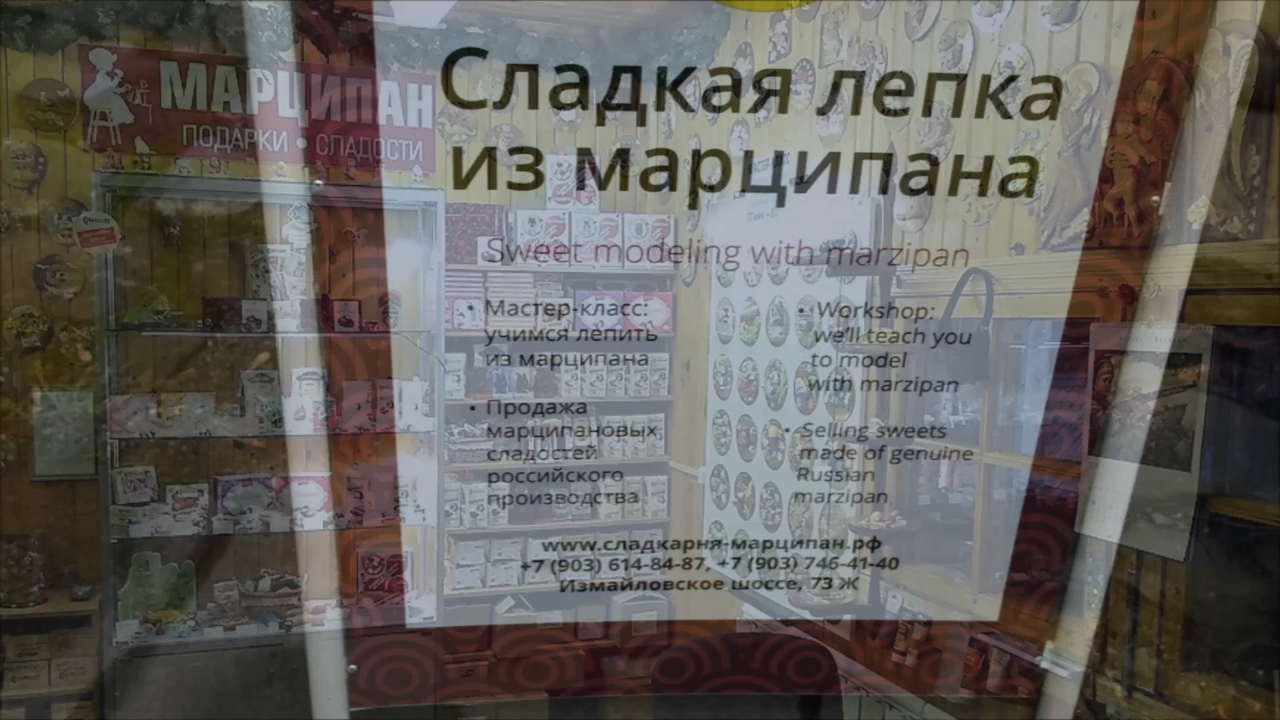 МАРЦИПАН
ПОДАРКИ • СЛАДОСТИ
Сладкая лепка
из марципана
Sweet modeling with marzipan
• Мастер-класс:
учимся лепить
из марципана
• Продажа
марципановых
сладостей
российского
производства
• Workshop:
we'll teach you
to model
with marzipan
• Selling sweets
made of genuine
Russian
marzipan
www.сладкарня-марципан.рф
+7 (903) 614-84-87, +7 (903) 746-41-40
Измайловское шоссе, 73 Ж